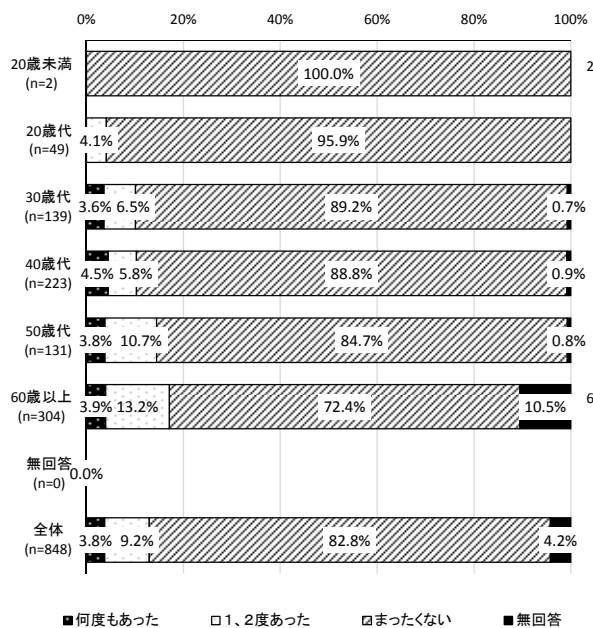 0% 20% 40% 60% 80% 100%
20歳未満
(n=2)
100.0%
2
20歳代
(n=49)
4.1% 95.9%
30歳代
(n=139)
3.6% 6.5% 89.2% 0.7%
40歳代
(n=223)
4.5% 5.8% 88.8% 0.9%
50歳代
(n=131)
3.8% 10.7% 84.7% 0.8%
60歳以上
(n=304)
3.9% 13.2% 72.4% 10.5%
6
無回答
(n=0)
0.0%
全体
(n=848)
3.8% 9.2% 82.8% 4.2%
何度もあった １、２度あった まったくない 無回答